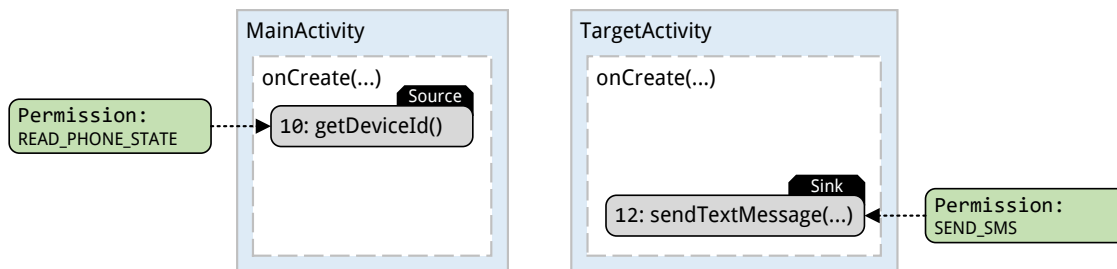 MainActivity
onCreate(...)
Source
10: getDeviceId()
Permission:
READ_PHONE_STATE
TargetActivity
onCreate(...)
Sink
12: sendTextMessage(...)
Permission:
SEND_SMS